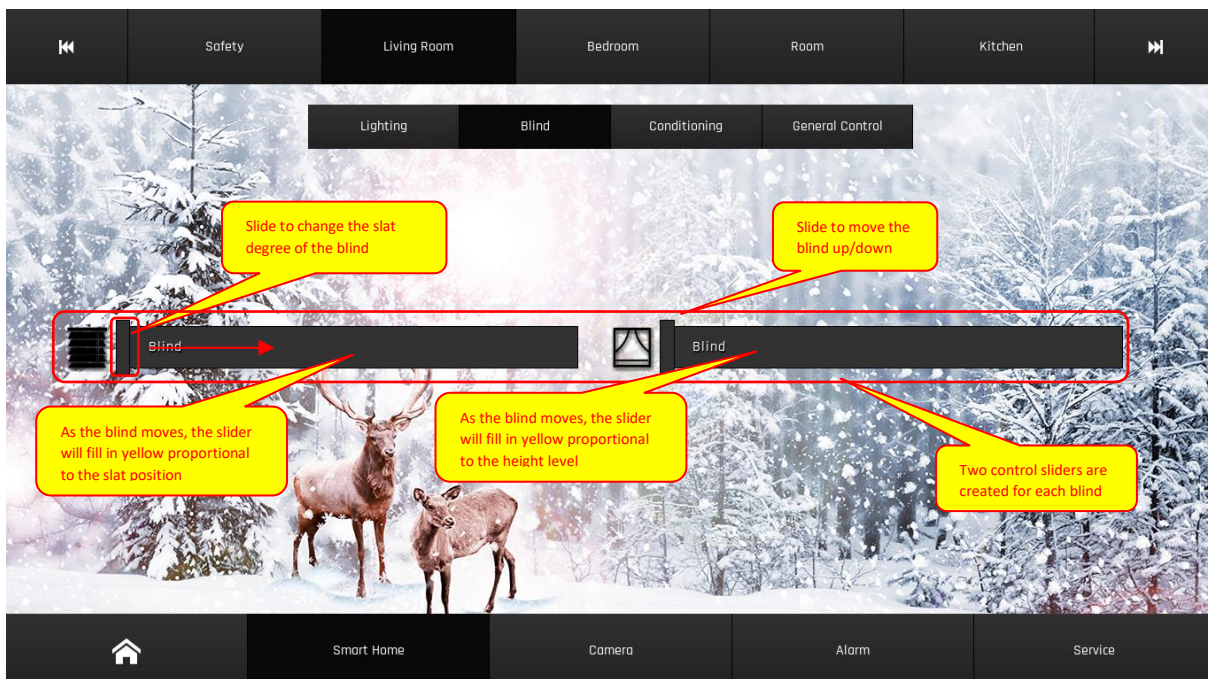 Safety
Living Room
Bedroom
Room
Kitchen
Lighting
Blind
Conditioning
General Control
Slide to change the slat
degree of the blind
Slide to move the
blind up/down
Blind
Blind
As the blind moves, the slider
will fill in yellow proportional
to the slat position
As the blind moves, the slider
will fill in yellow proportional
to the height level
Two control sliders are
created for each blind
Smart Home
Camera
Alarm
Service